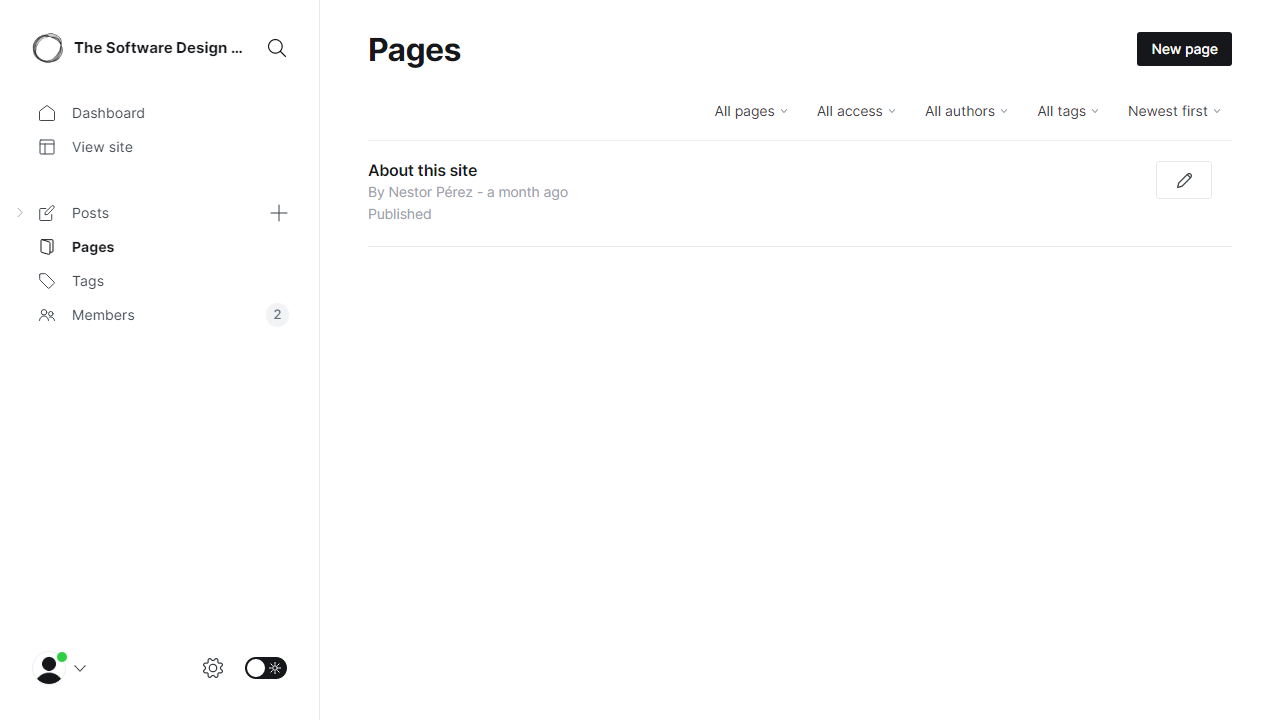 The Software Design ...
Dashboard
View site
Posts
Pages
Tags
Members
2
Pages
New page
All pages
All access
All authors
All tags
Newest first
About this site
By Nestor Pérez - a month ago
Published